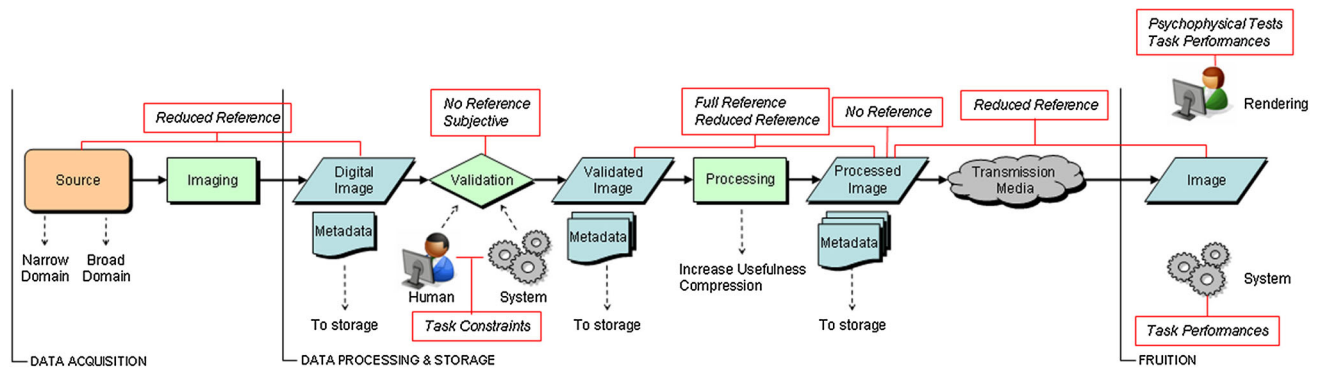 Psychophysical Tests
Task Performances
Rendering
Reduced Reference
No Reference
Subjective
Full Reference
Reduced Reference
No Reference
Reduced Reference
Source
Imaging
Digital
Image
Validation
Validated
Image
Processing
Processed
Image
Transmission
Media
Image
Narrow
Domain
Broad
Domain
Metadata
Human
System
Metadata
Increase Usefulness
Compression
Metadata
System
To storage
Task Constraints
To storage
To storage
Task Performances
DATA ACQUISITION
DATA PROCESSING & STORAGE
FRUITION